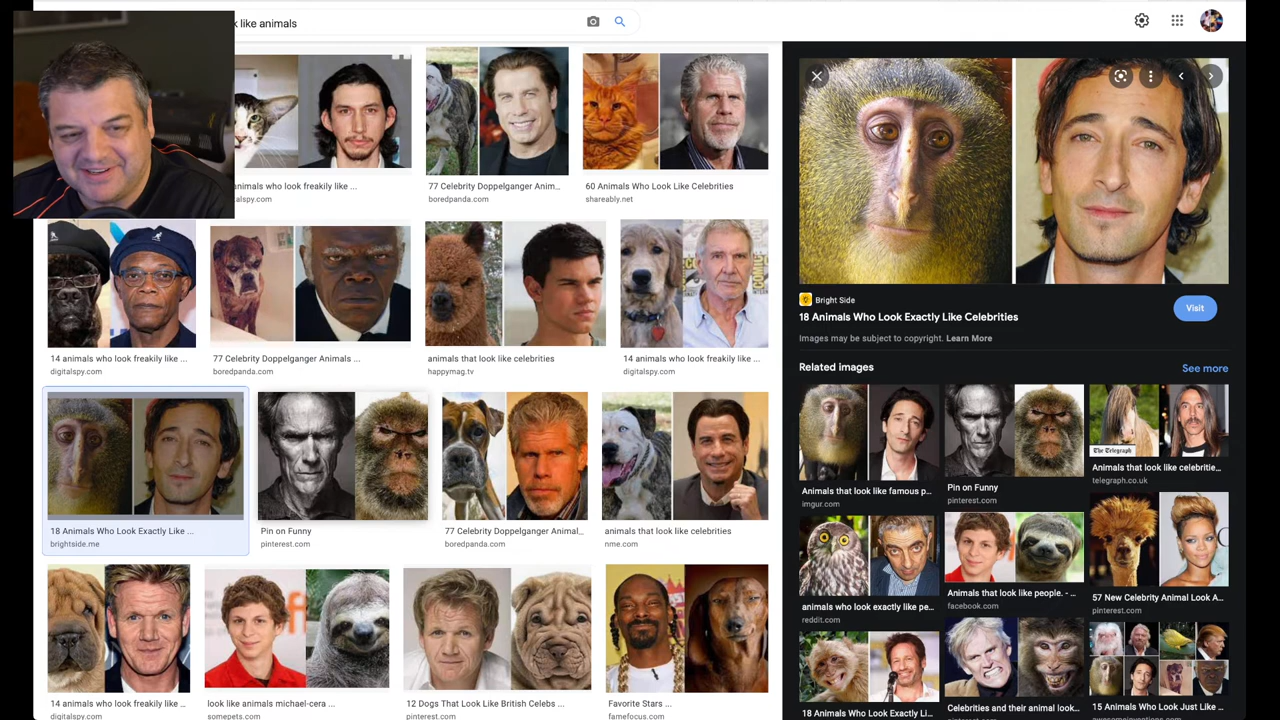 k like animals
animals who look freakily like ...
alspy.com
77 Celebrity Doppelganger Anim...
boredpanda.com
60 Animals Who Look Like Celebrities
shareably.net
14 animals who look freakily like ...
digitalspy.com
77 Celebrity Doppelganger Animals ...
boredpanda.com
animals that look like celebrities
happymag.tv
14 animals who look freakily like ...
digitalspy.com
18 Animals Who Look Exactly Like ...
brightside.me
Pin on Funny
pinterest.com
77 Celebrity Doppelganger Animal...
boredpanda.com
animals that look like celebrities
nme.com
14 animals who look freakily like ..
digitalspy.com
look like animals michael-cera ...
somepets.com
12 Dogs That Look Like British Celebs ...
pinterest.com
Favorite Stars ...
famefocus.com
Bright Side
Visit
18 Animals Who Look Exactly Like Celebrities
Images may be subject to copyright. Learn More
Related images
See more
Animals that look like famous p...
imgur.com
Pin on Funny
pinterest.com
The Telegraph
Animals that look like celebritie...
telegraph.co.uk
animals who look exactly like pe...
reddit.com
Animals that look like people. - ...
facebook.com
57 New Celebrity Animal Look A...
pinterest.com
18 Animals Who Look Exactly Li...
Celebrities and their animal look...
pinterest.com
15 Animals Who Look Just Like ...